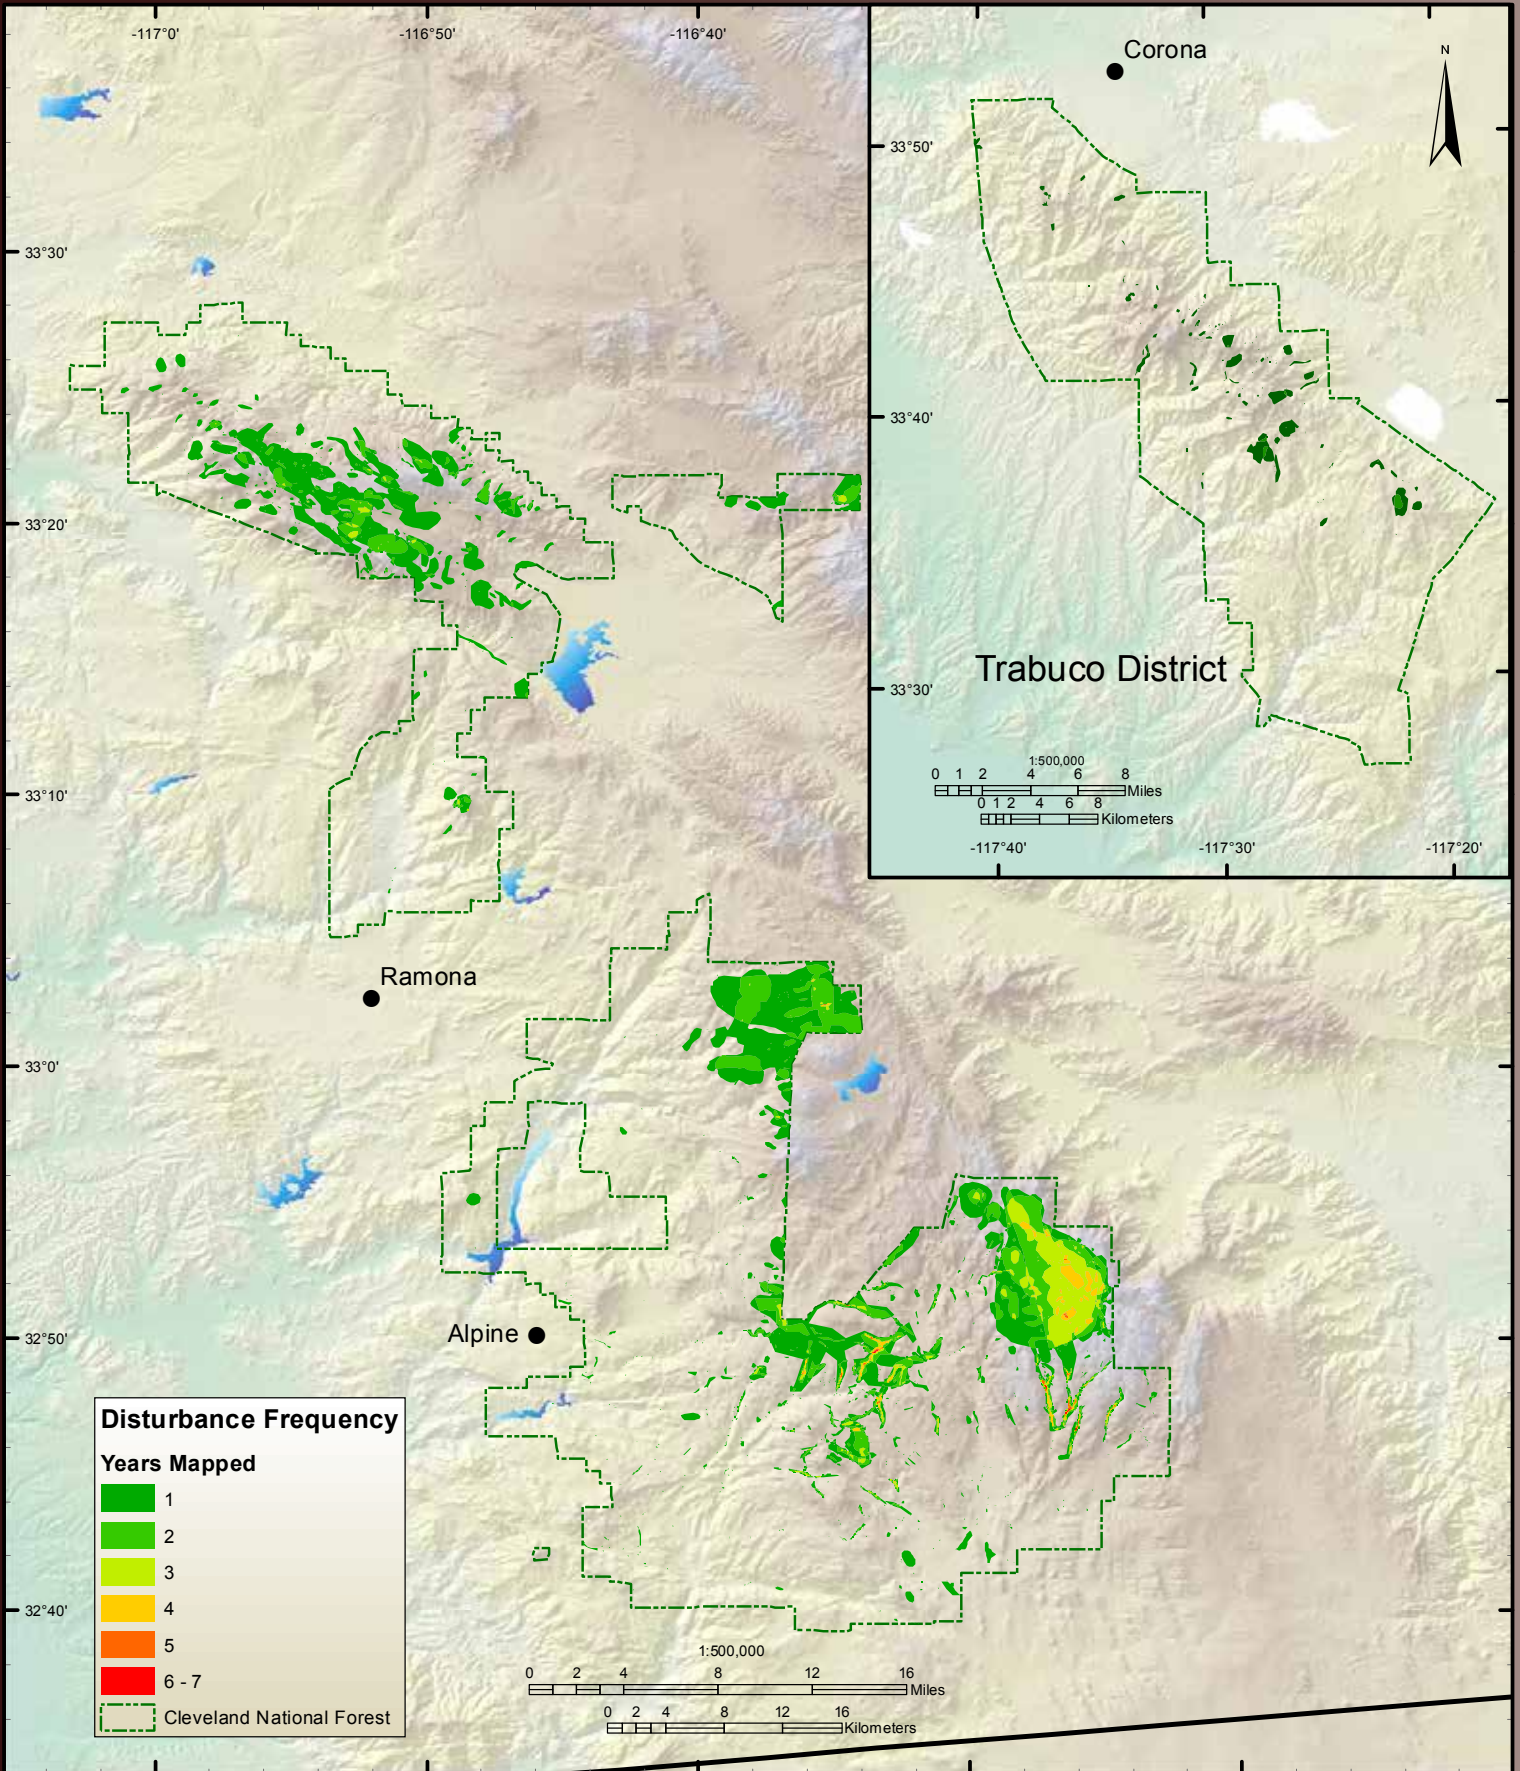 -117°0'
-116°50'
-116°40'
Corona
N
33°50'
33°40'
33°30'
Trabuco District
1:500,000
0 1 2 4 6 8
Miles
0 1 2 4 6 8
Kilometers
-117°40'
-117°30'
-117°20'
33°30'
33°20'
33°10'
Ramona
33°0'
32°50'
Alpine
32°40'
Disturbance Frequency
Years Mapped
1
2
3
4
5
6 - 7
Cleveland National Forest
1:500,000
0 2 4 8 12 16
Miles
0 2 4 8 12 16
Kilometers